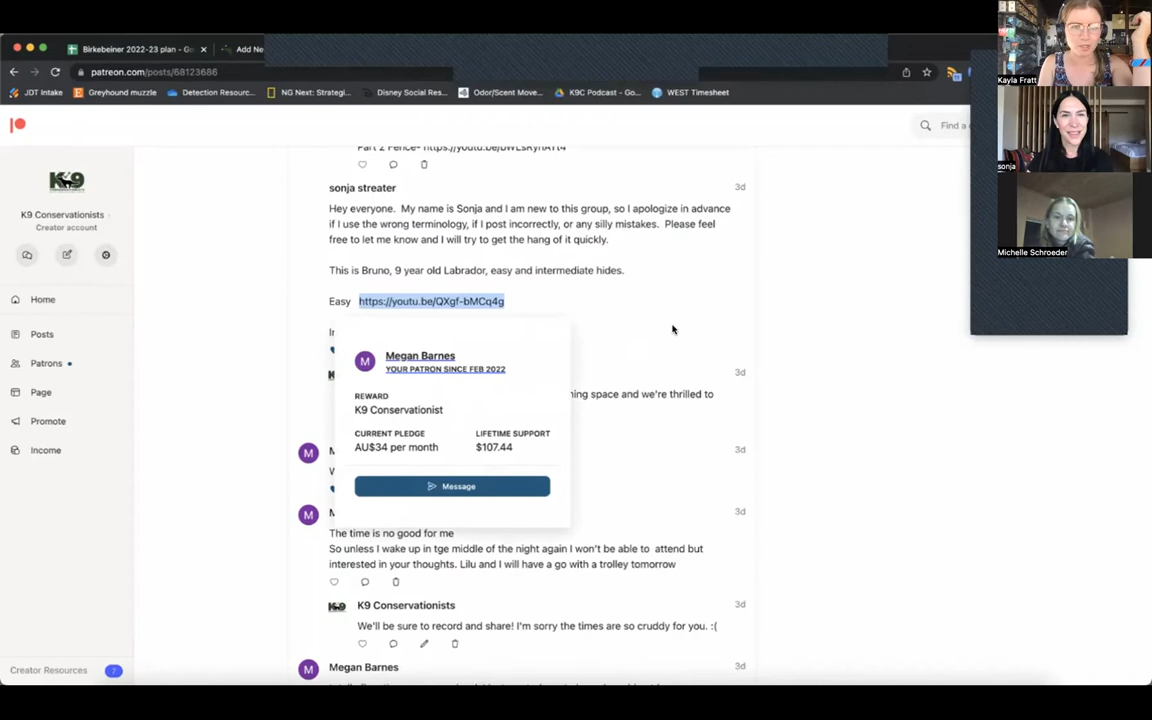 Birkebeiner 2022-23 plan - Go
Add Ne
patreon.com/posts/68123686
JDT Intake
Greyhound muzzle
Detection Resourc...
NG Next: Strategi...
Disney Social Res...
Odor/Scent Move...
K9C Podcast - Go...
WEST Timesheet
Kayla Fratt
sonja
Michelle Schroeder
Find a
K9
K9 Conservationists
Creator account
Home
Posts
Patrons
Page
Promote
Income
Creator Resources
7
sonja streater
3d
Hey everyone. My name is Sonja and I am new to this group, so I apologize in advance
if I use the wrong terminology, if I post incorrectly, or any silly mistakes. Please feel
free to let me know and I will try to get the hang of it quickly.
This is Bruno, 9 year old Labrador, easy and intermediate hides.
Easy https://youtu.be/QXgf-bMCq4g
M
Megan Barnes
YOUR PATRON SINCE FEB 2022
REWARD
K9 Conservationist
CURRENT PLEDGE
LIFETIME SUPPORT
AU$34 per month
$107.44
Message
3d
ning space and we're thrilled to
M
3d
M
3d
The time is no good for me
So unless I wake up in tge middle of the night again I won't be able to attend but
interested in your thoughts. Lilu and I will have a go with a trolley tomorrow
K9
K9 Conservationists
3d
We'll be sure to record and share! I'm sorry the times are so cruddy for you. :(
M
Megan Barnes
3d